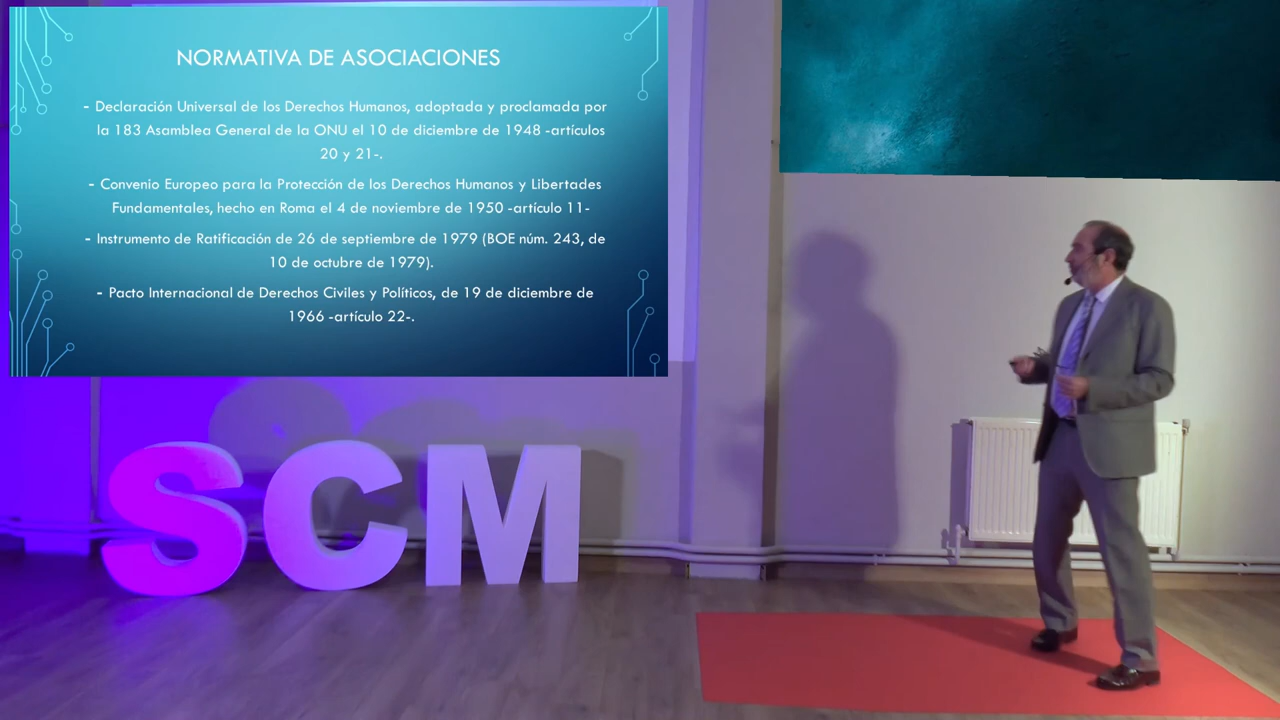 NORMATIVA DE ASOCIACIONES
- Declaración Universal de los Derechos Humanos, adoptada y proclamada por
la 183 Asamblea General de la ONU el 10 de diciembre de 1948 -artículos
20 y 21-.
- Convenio Europeo para la Protección de los Derechos Humanos y Libertades
Fundamentales, hecho en Roma el 4 de noviembre de 1950 -artículo 11-
- Instrumento de Ratificación de 26 de septiembre de 1979 (BOE núm. 243, de
10 de octubre de 1979).
- Pacto Internacional de Derechos Civiles y Políticos, de 19 de diciembre de
1966 -artículo 22-.
SCM